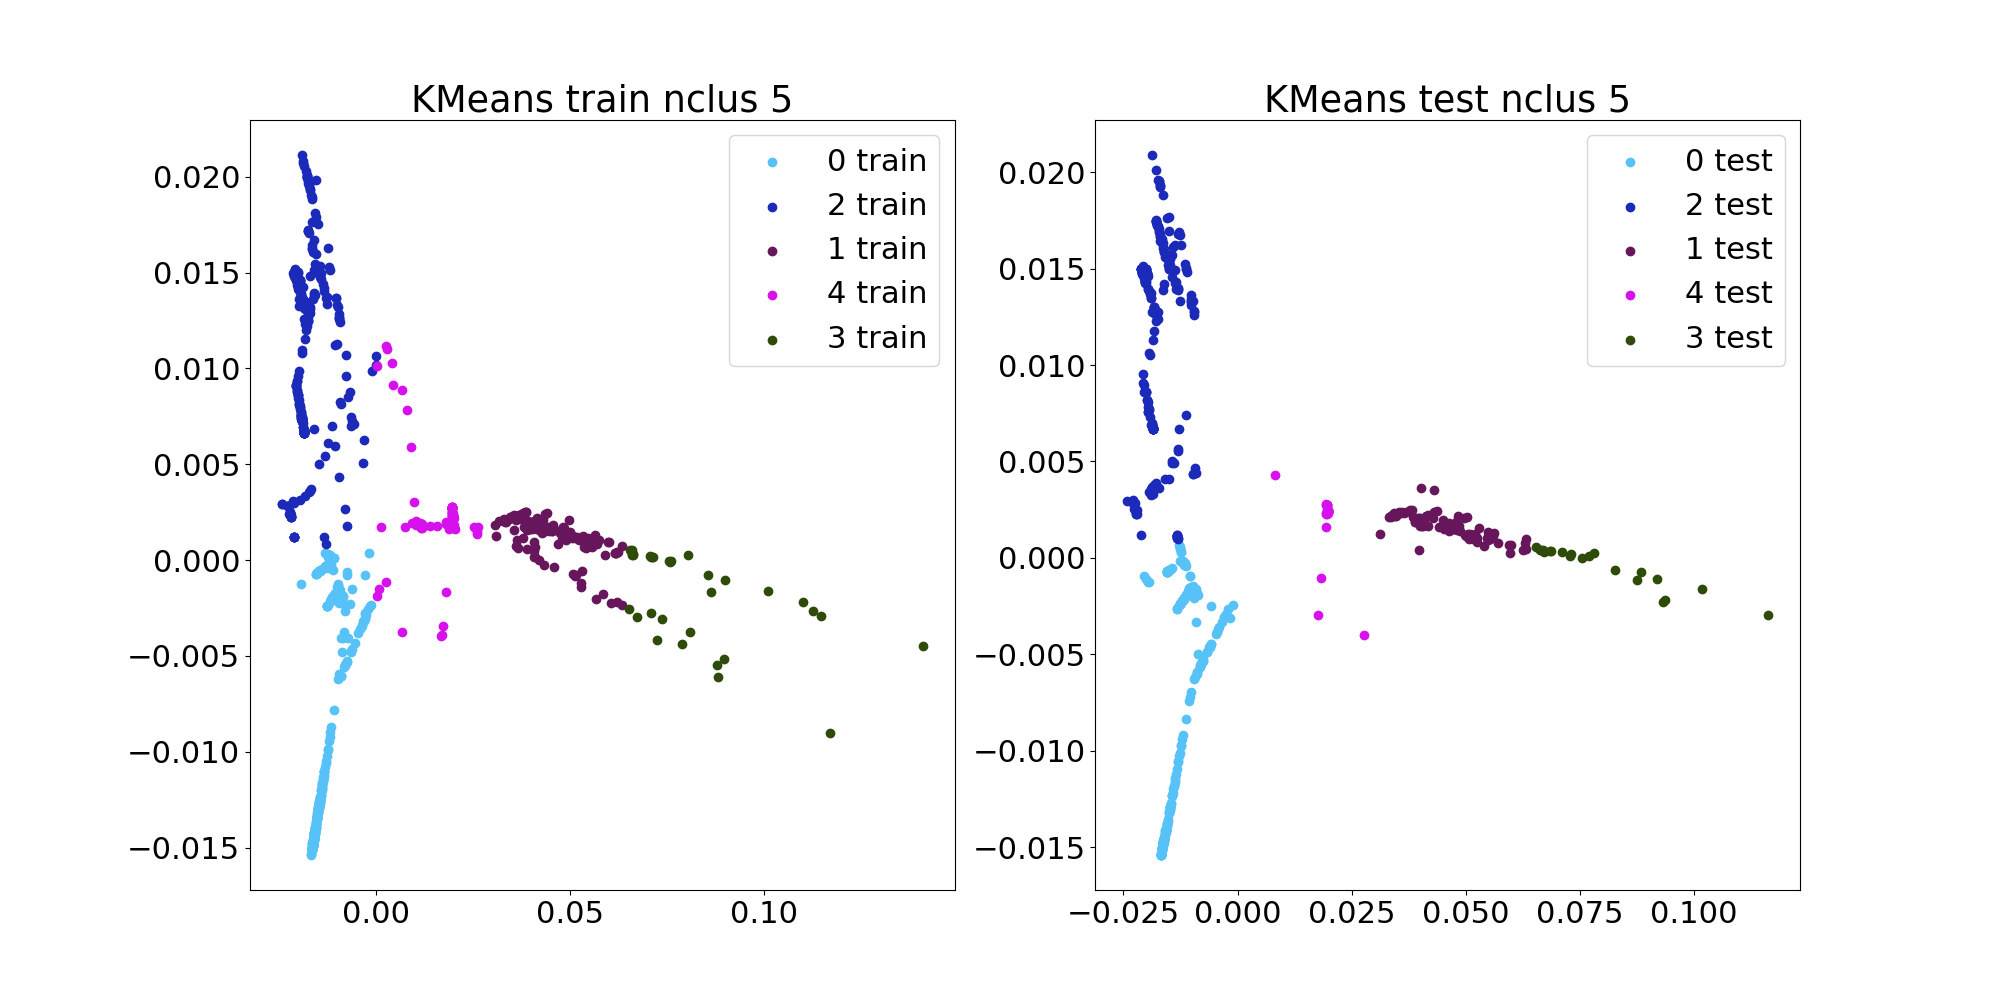 KMeans train nclus 5
0.020
0.015
0.010
0.005
0.000
−0.005
−0.010
−0.015
0.00 0.05 0.10
0 train
2 train
1 train
4 train
3 train
KMeans test nclus 5
0.020
0.015
0.010
0.005
0.000
−0.005
−0.010
−0.015
−0.025 0.000 0.025 0.050 0.075 0.100
0 test
2 test
1 test
4 test
3 test